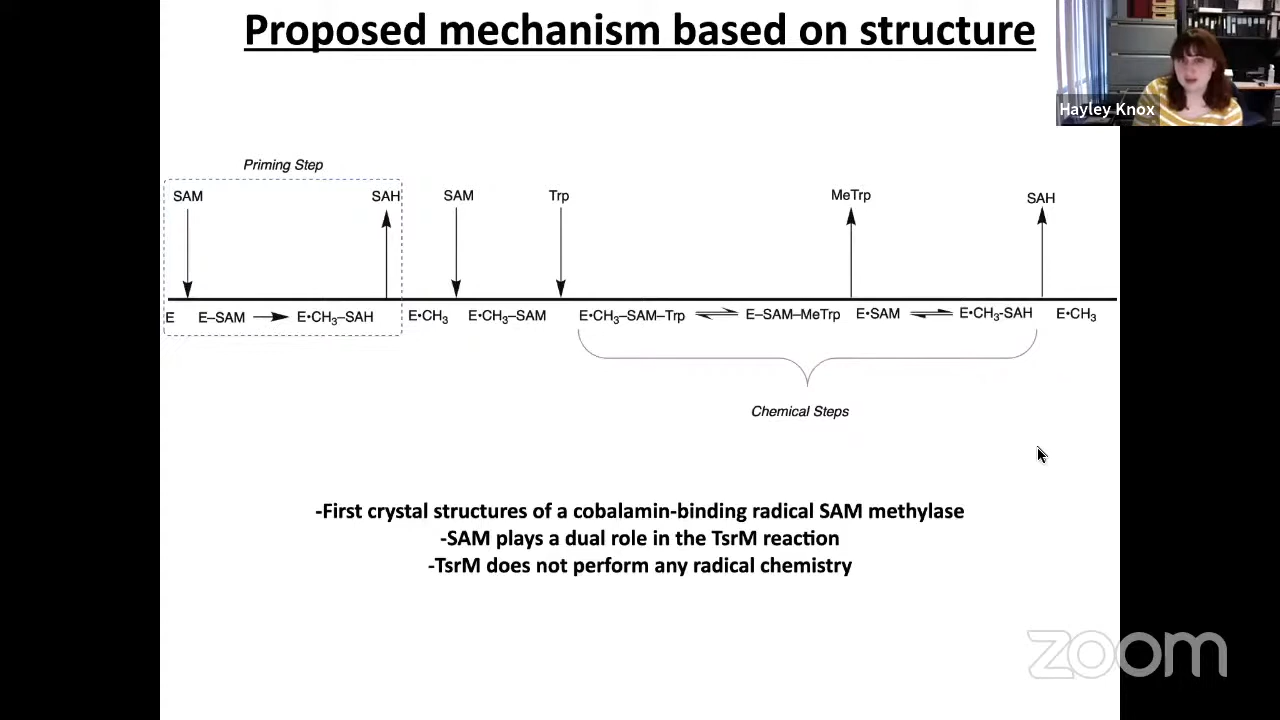 Proposed mechanism based on structure
Hayley Knox
Priming Step
SAM SAH SAM Trp MeTrp SAH
E E–SAM E•CH₃–SAH E•CH₃ E•CH₃–SAM E•CH₃–SAM–Trp E–SAM–MeTrp E•SAM E•CH₃-SAH E•CH₃
Chemical Steps
-First crystal structures of a cobalamin-binding radical SAM methylase
-SAM plays a dual role in the TsrM reaction
-TsrM does not perform any radical chemistry
zoom